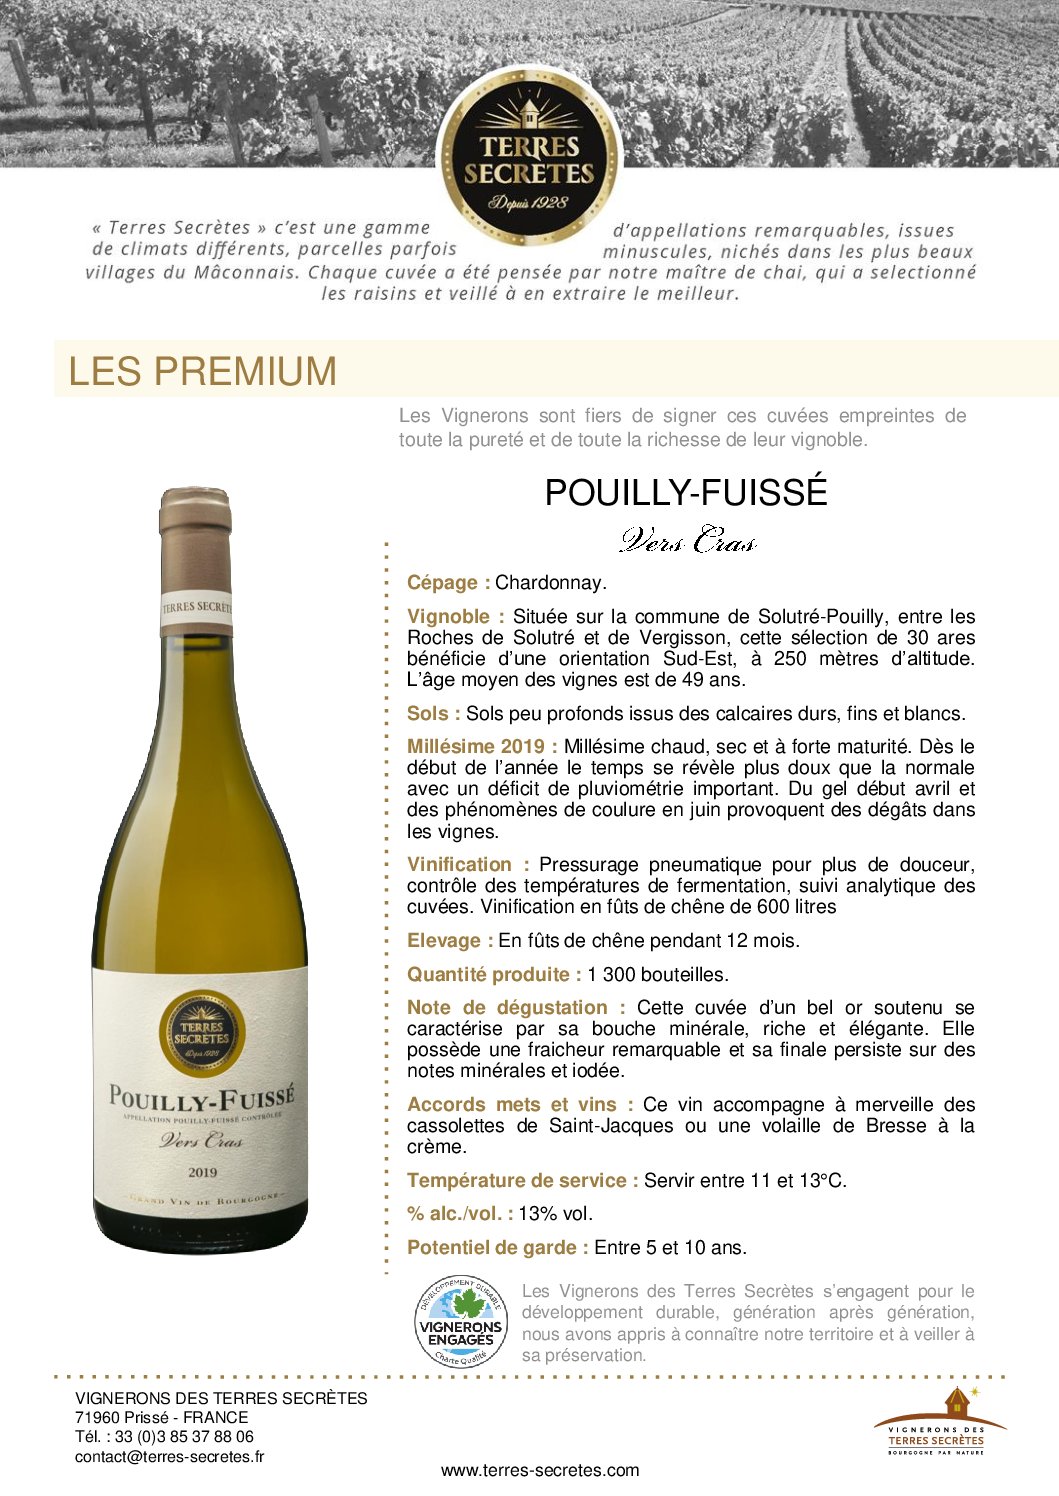 TERRES
SECRETES
Depuis 1928
« Terres Secrètes » c’est une gamme d’appellations remarquables, issues
de climats différents, parcelles parfois minuscules, nichés dans les plus beaux
villages du Mâconnais. Chaque cuvée a été pensée par notre maître de chai, qui a selectionné
les raisins et veillé à en extraire le meilleur.
LES PREMIUM
Les Vignerons sont fiers de signer ces cuvées empreintes de
toute la pureté et de toute la richesse de leur vignoble.
POUILLY-FUISSÉ
Vers Cras
Cépage : Chardonnay.
Vignoble : Située sur la commune de Solutré-Pouilly, entre les
Roches de Solutré et de Vergisson, cette sélection de 30 ares
bénéficie d’une orientation Sud-Est, à 250 mètres d’altitude.
L’âge moyen des vignes est de 49 ans.
Sols : Sols peu profonds issus des calcaires durs, fins et blancs.
Millésime 2019 : Millésime chaud, sec et à forte maturité. Dès le
début de l’année le temps se révèle plus doux que la normale
avec un déficit de pluviométrie important. Du gel début avril et
des phénomènes de coulure en juin provoquent des dégâts dans
les vignes.
Vinification : Pressurage pneumatique pour plus de douceur,
contrôle des températures de fermentation, suivi analytique des
cuvées. Vinification en fûts de chêne de 600 litres
Elevage : En fûts de chêne pendant 12 mois.
Quantité produite : 1 300 bouteilles.
Note de dégustation : Cette cuvée d’un bel or soutenu se
caractérise par sa bouche minérale, riche et élégante. Elle
possède une fraicheur remarquable et sa finale persiste sur des
notes minérales et iodée.
Accords mets et vins : Ce vin accompagne à merveille des
cassolettes de Saint-Jacques ou une volaille de Bresse à la
crème.
Température de service : Servir entre 11 et 13°C.
% alc./vol. : 13% vol.
Potentiel de garde : Entre 5 et 10 ans.
TERRES SECRET
TERRES
SECRETES
Depuis 1928
POUILLY-FUISSÉ
APPELLATION POUILLY-FUISSÉ CONTRÔLÉE
Vers Cras
2019
GRAND VIN DE BOURGOGNE
DÉVELOPPEMENT DURABLE
VIGNERONS
ENGAGÉS
Charte Qualité
Les Vignerons des Terres Secrètes s’engagent pour le
développement durable, génération après génération,
nous avons appris à connaître notre territoire et à veiller à
sa préservation.
VIGNERONS DES TERRES SECRÈTES
71960 Prissé - FRANCE
Tél. : 33 (0)3 85 37 88 06
contact@terres-secretes.fr
www.terres-secretes.com
VIGNERONS DES
TERRES SECRÈTES
BOURGOGNE PAR NATURE